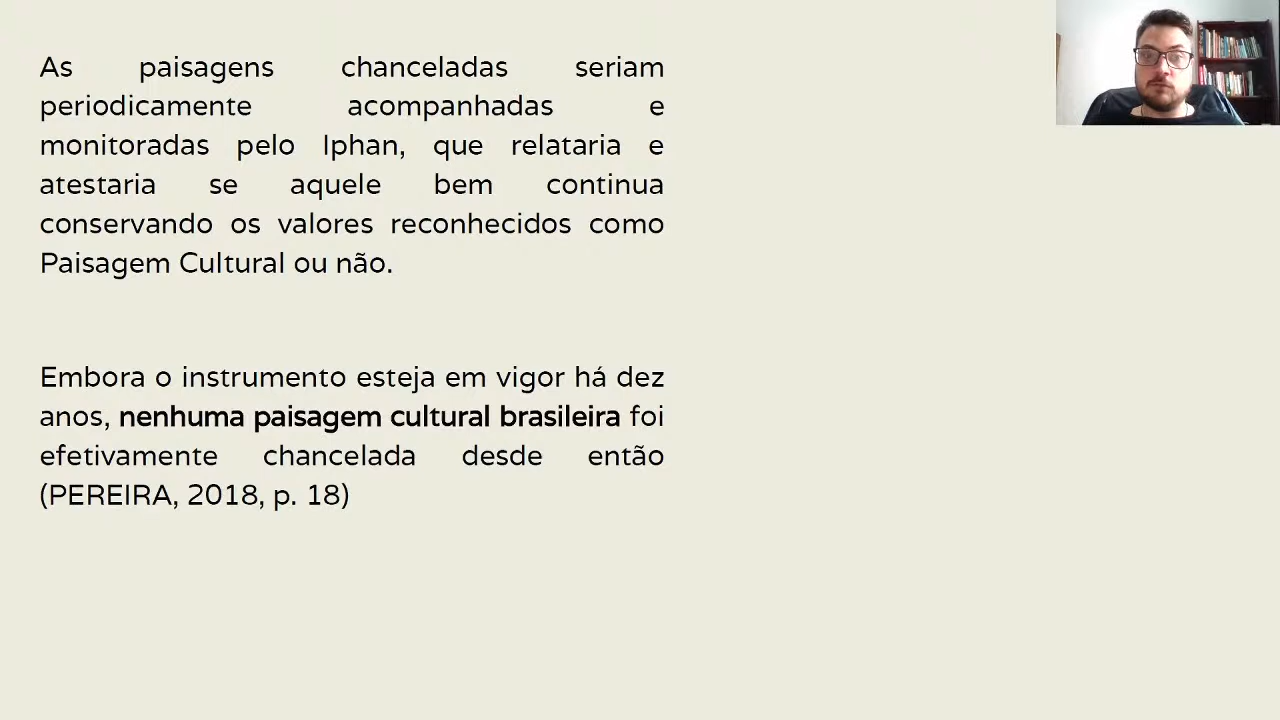 As paisagens chanceladas seriam
periodicamente acompanhadas e
monitoradas pelo Iphan, que relataria e
atestaria se aquele bem continua
conservando os valores reconhecidos como
Paisagem Cultural ou não.
Embora o instrumento esteja em vigor há dez
anos, nenhuma paisagem cultural brasileira foi
efetivamente chancelada desde então
(PEREIRA, 2018, p. 18)